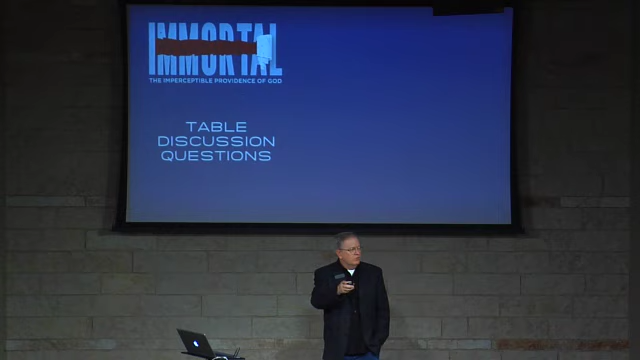 IMMORTAL
THE IMPERCEPTIBLE PROVIDENCE OF GOD
TABLE
DISCUSSION
QUESTIONS